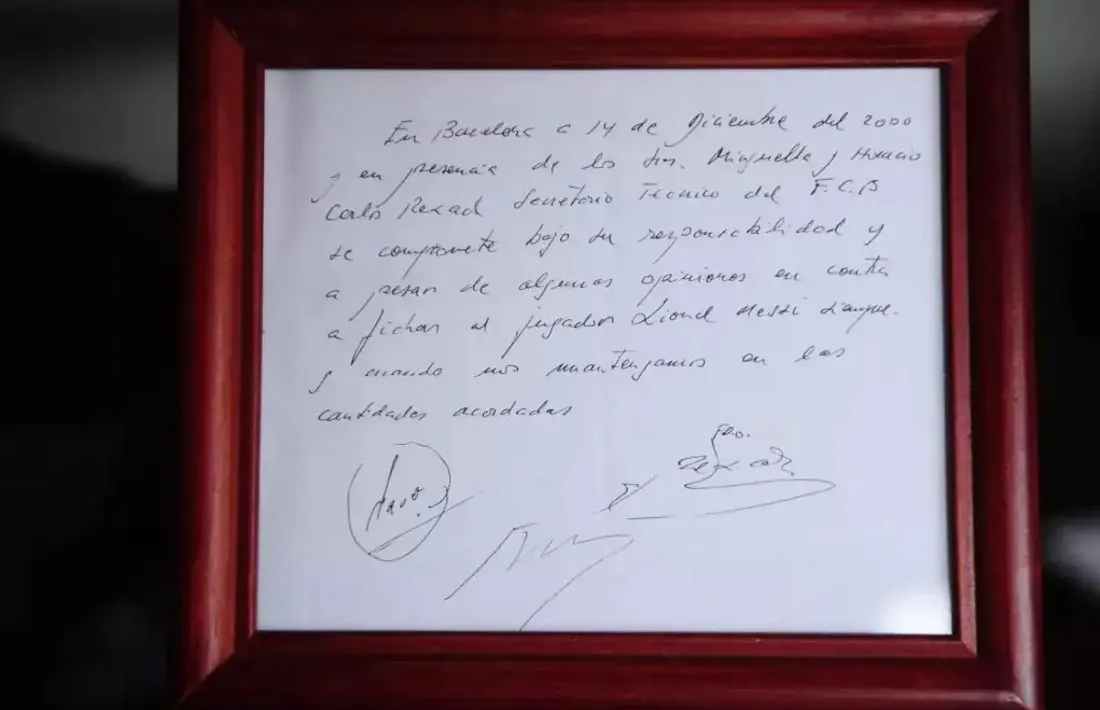 En Barcelona a 14 de Diciembre del 2000
y en presencia de los Sres. Minguella y Horacio
Carlos Rexach Secretario Técnico del F.C.B
se compromete bajo su responsabilidad y
a pesar de algunas opiniones en contra
a fichar al jugador Lionel Messi siempre
y cuando nos mantengamos en las
cantidades acordadas
Fdo.
Rexach